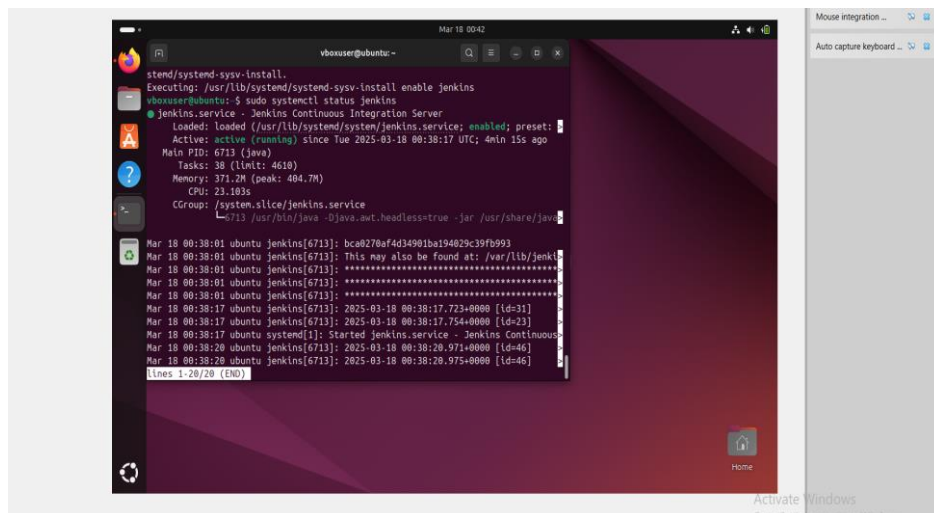 Mar 18 00:42
Mouse integration ...
Auto capture keyboard ...
vboxuser@ubuntu: ~
stemd/systemd-sysv-install.
Executing: /usr/lib/systemd/systemd-sysv-install enable jenkins
vboxuser@ubuntu:~$ sudo systemctl status jenkins
● jenkins.service - Jenkins Continuous Integration Server
Loaded: loaded (/usr/lib/systemd/system/jenkins.service; enabled; preset: >
Active: active (running) since Tue 2025-03-18 00:38:17 UTC; 4min 15s ago
Main PID: 6713 (java)
Tasks: 38 (limit: 4610)
Memory: 371.2M (peak: 404.7M)
CPU: 23.103s
CGroup: /system.slice/jenkins.service
└─6713 /usr/bin/java -Djava.awt.headless=true -jar /usr/share/java>
Mar 18 00:38:01 ubuntu jenkins[6713]: bca0270af4d34901ba194029c39fb993
Mar 18 00:38:01 ubuntu jenkins[6713]: This may also be found at: /var/lib/jenki>
Mar 18 00:38:01 ubuntu jenkins[6713]: *****************************************>
Mar 18 00:38:01 ubuntu jenkins[6713]: *****************************************>
Mar 18 00:38:01 ubuntu jenkins[6713]: *****************************************>
Mar 18 00:38:17 ubuntu jenkins[6713]: 2025-03-18 00:38:17.723+0000 [id=31] >
Mar 18 00:38:17 ubuntu jenkins[6713]: 2025-03-18 00:38:17.754+0000 [id=23] >
Mar 18 00:38:17 ubuntu systemd[1]: Started jenkins.service - Jenkins Continuous>
Mar 18 00:38:20 ubuntu jenkins[6713]: 2025-03-18 00:38:20.971+0000 [id=46] >
Mar 18 00:38:20 ubuntu jenkins[6713]: 2025-03-18 00:38:20.975+0000 [id=46] >
lines 1-20/20 (END)
Home
Activate Windows